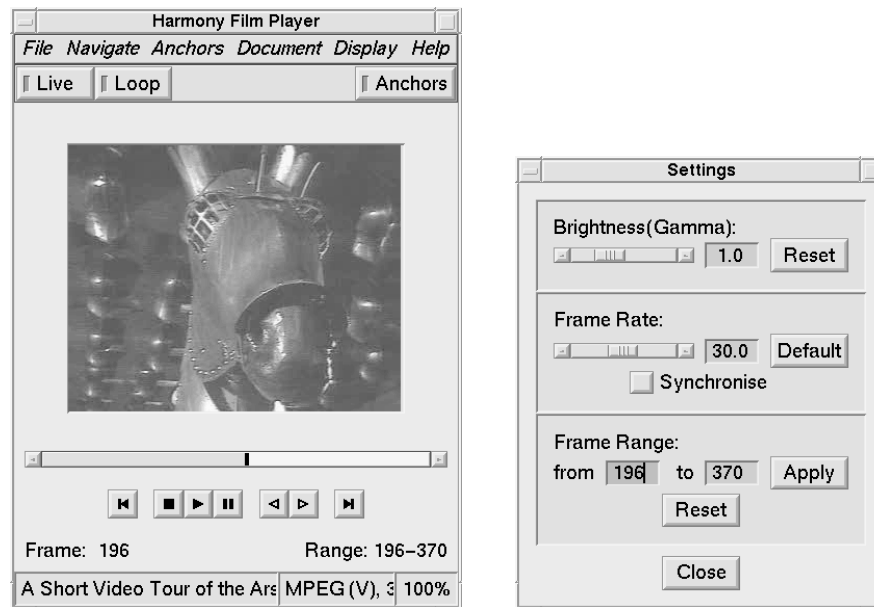 Harmony Film Player
File Navigate Anchors Document Display Help
Live Loop Anchors
Frame: 196 Range: 196–370
A Short Video Tour of the Ars MPEG (V), 3 100%
Settings
Brightness(Gamma):
1.0 Reset
Frame Rate:
30.0 Default
Synchronise
Frame Range:
from 196 to 370 Apply
Reset
Close